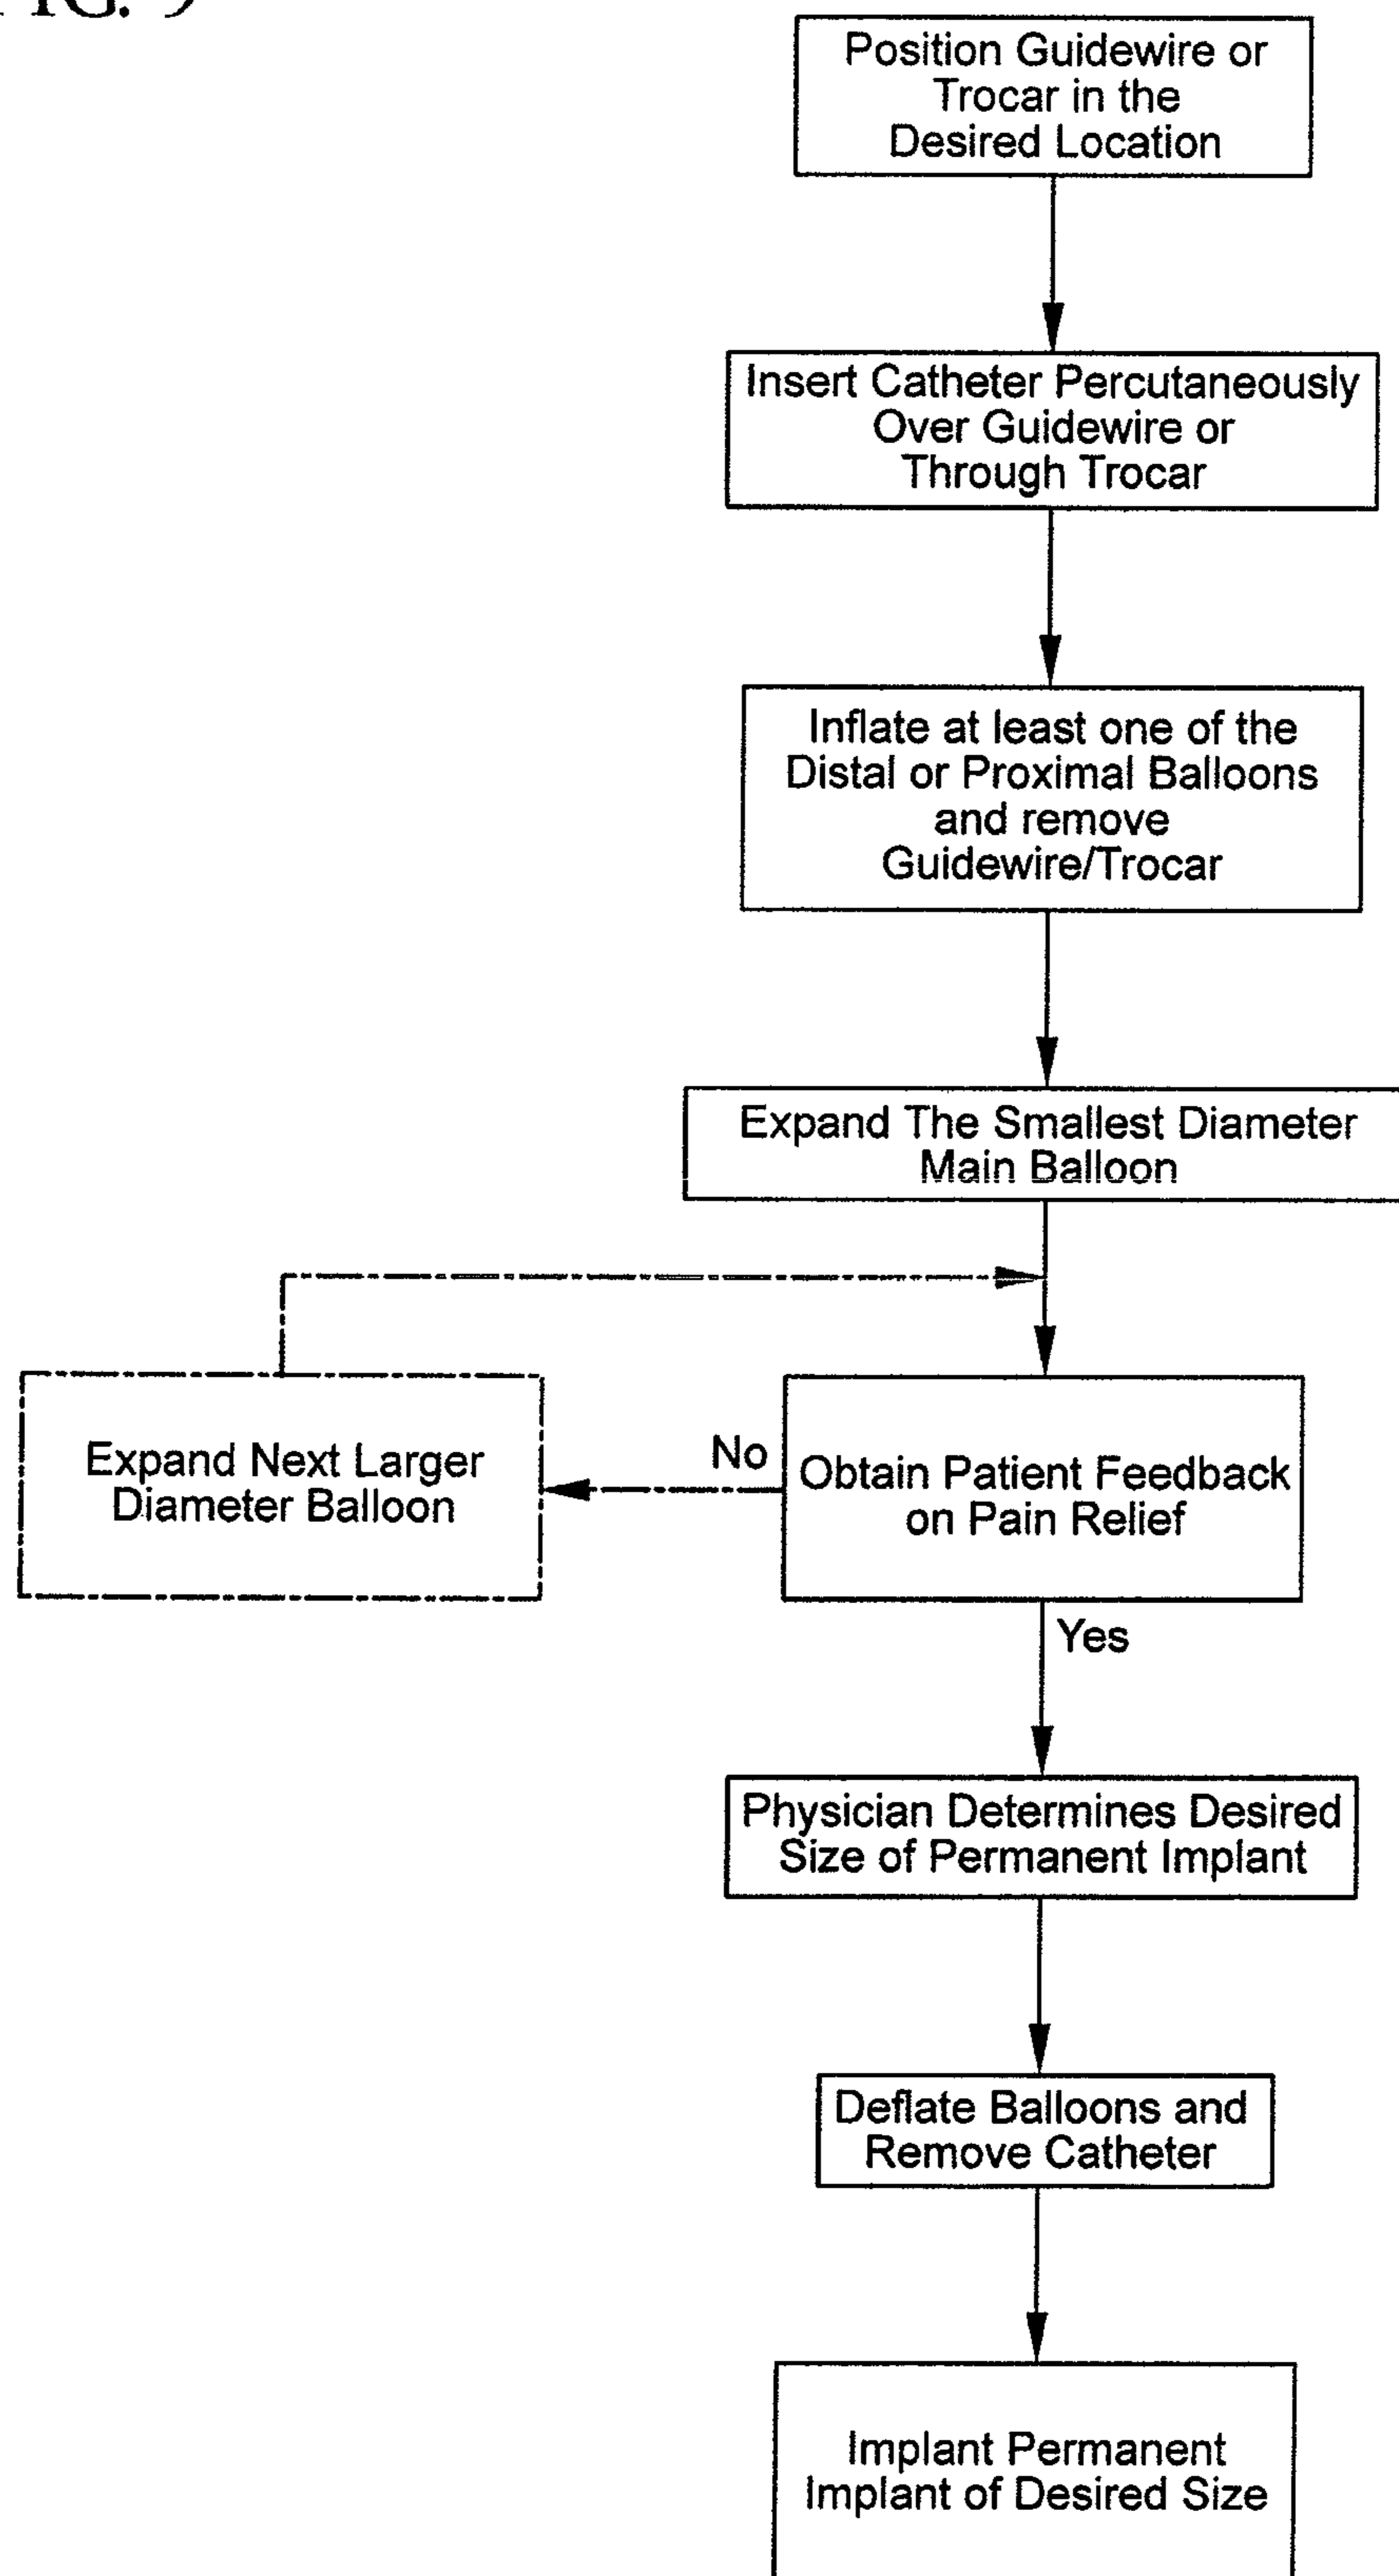 FIG. 9
Position Guidewire or
Trocar in the
Desired Location
Insert Catheter Percutaneously
Over Guidewire or
Through Trocar
Inflate at least one of the
Distal or Proximal Balloons
and remove
Guidewire/Trocar
Expand The Smallest Diameter
Main Balloon
Expand Next Larger
Diameter Balloon
No
Obtain Patient Feedback
on Pain Relief
Yes
Physician Determines Desired
Size of Permanent Implant
Deflate Balloons and
Remove Catheter
Implant Permanent
Implant of Desired Size